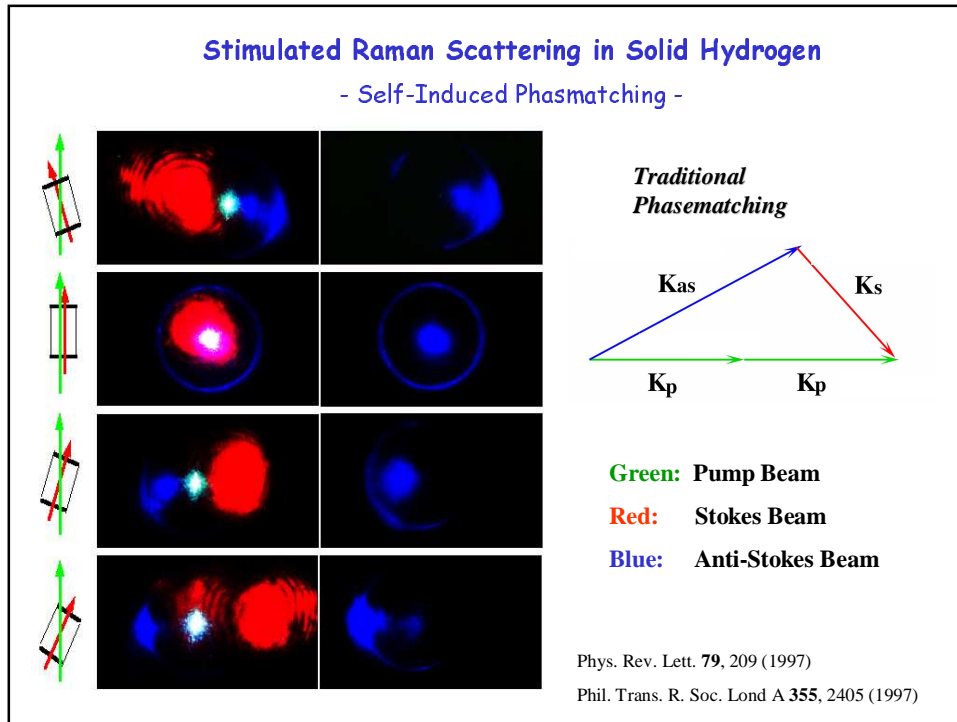 Stimulated Raman Scattering in Solid Hydrogen
- Self-Induced Phasmatching -
Traditional
Phasematching
Kas
Ks
Kp
Kp
Green: Pump Beam
Red: Stokes Beam
Blue: Anti-Stokes Beam
Phys. Rev. Lett. 79, 209 (1997)
Phil. Trans. R. Soc. Lond A 355, 2405 (1997)